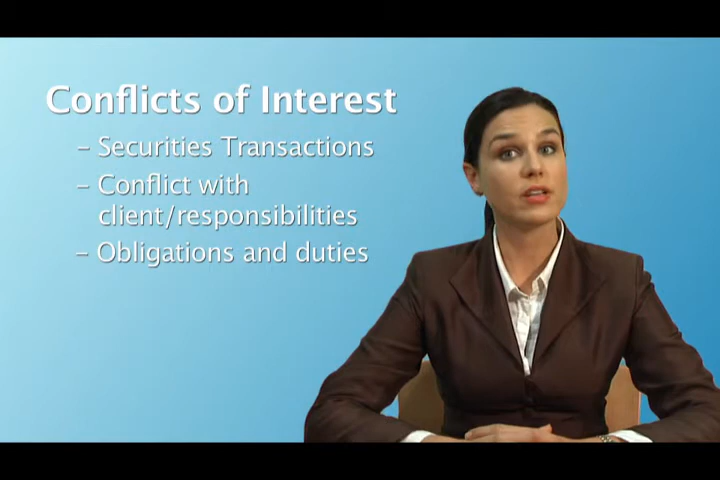 Conflicts of Interest
– Securities Transactions
– Conflict with
client/responsibilities
– Obligations and duties